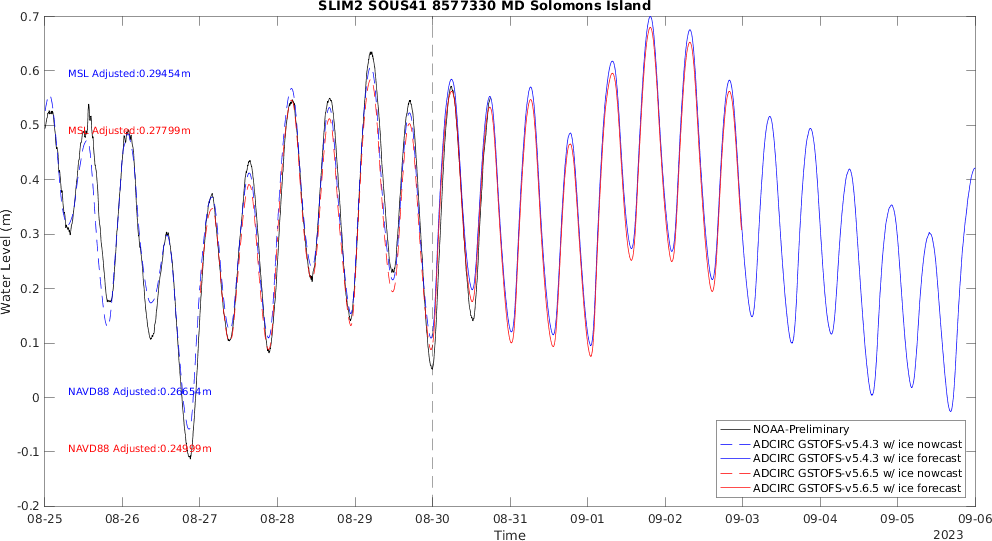 SLIM2 SOUS41 8577330 MD Solomons Island
0.7
0.6
0.5
0.4
0.3
0.2
0.1
0
-0.1
-0.2
Water Level (m)
MSL Adjusted:0.29454m
MSL Adjusted:0.27799m
NAVD88 Adjusted:0.26654m
NAVD88 Adjusted:0.24999m
NOAA-Preliminary
ADCIRC GSTOFS-v5.4.3 w/ ice nowcast
ADCIRC GSTOFS-v5.4.3 w/ ice forecast
ADCIRC GSTOFS-v5.6.5 w/ ice nowcast
ADCIRC GSTOFS-v5.6.5 w/ ice forecast
08-25 08-26 08-27 08-28 08-29 08-30 08-31 09-01 09-02 09-03 09-04 09-05 09-06
Time
2023